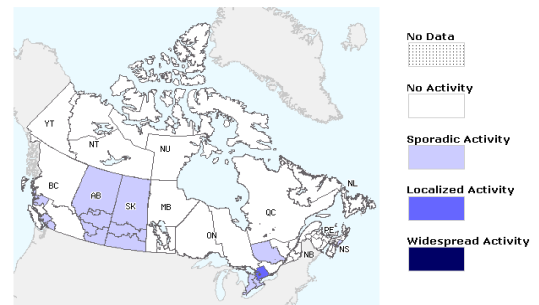 No Data
No Activity
Sporadic Activity
Localized Activity
Widespread Activity
YT
NT
NU
BC
AB
SK
MB
ON
QC
NL
PE
NB
NS